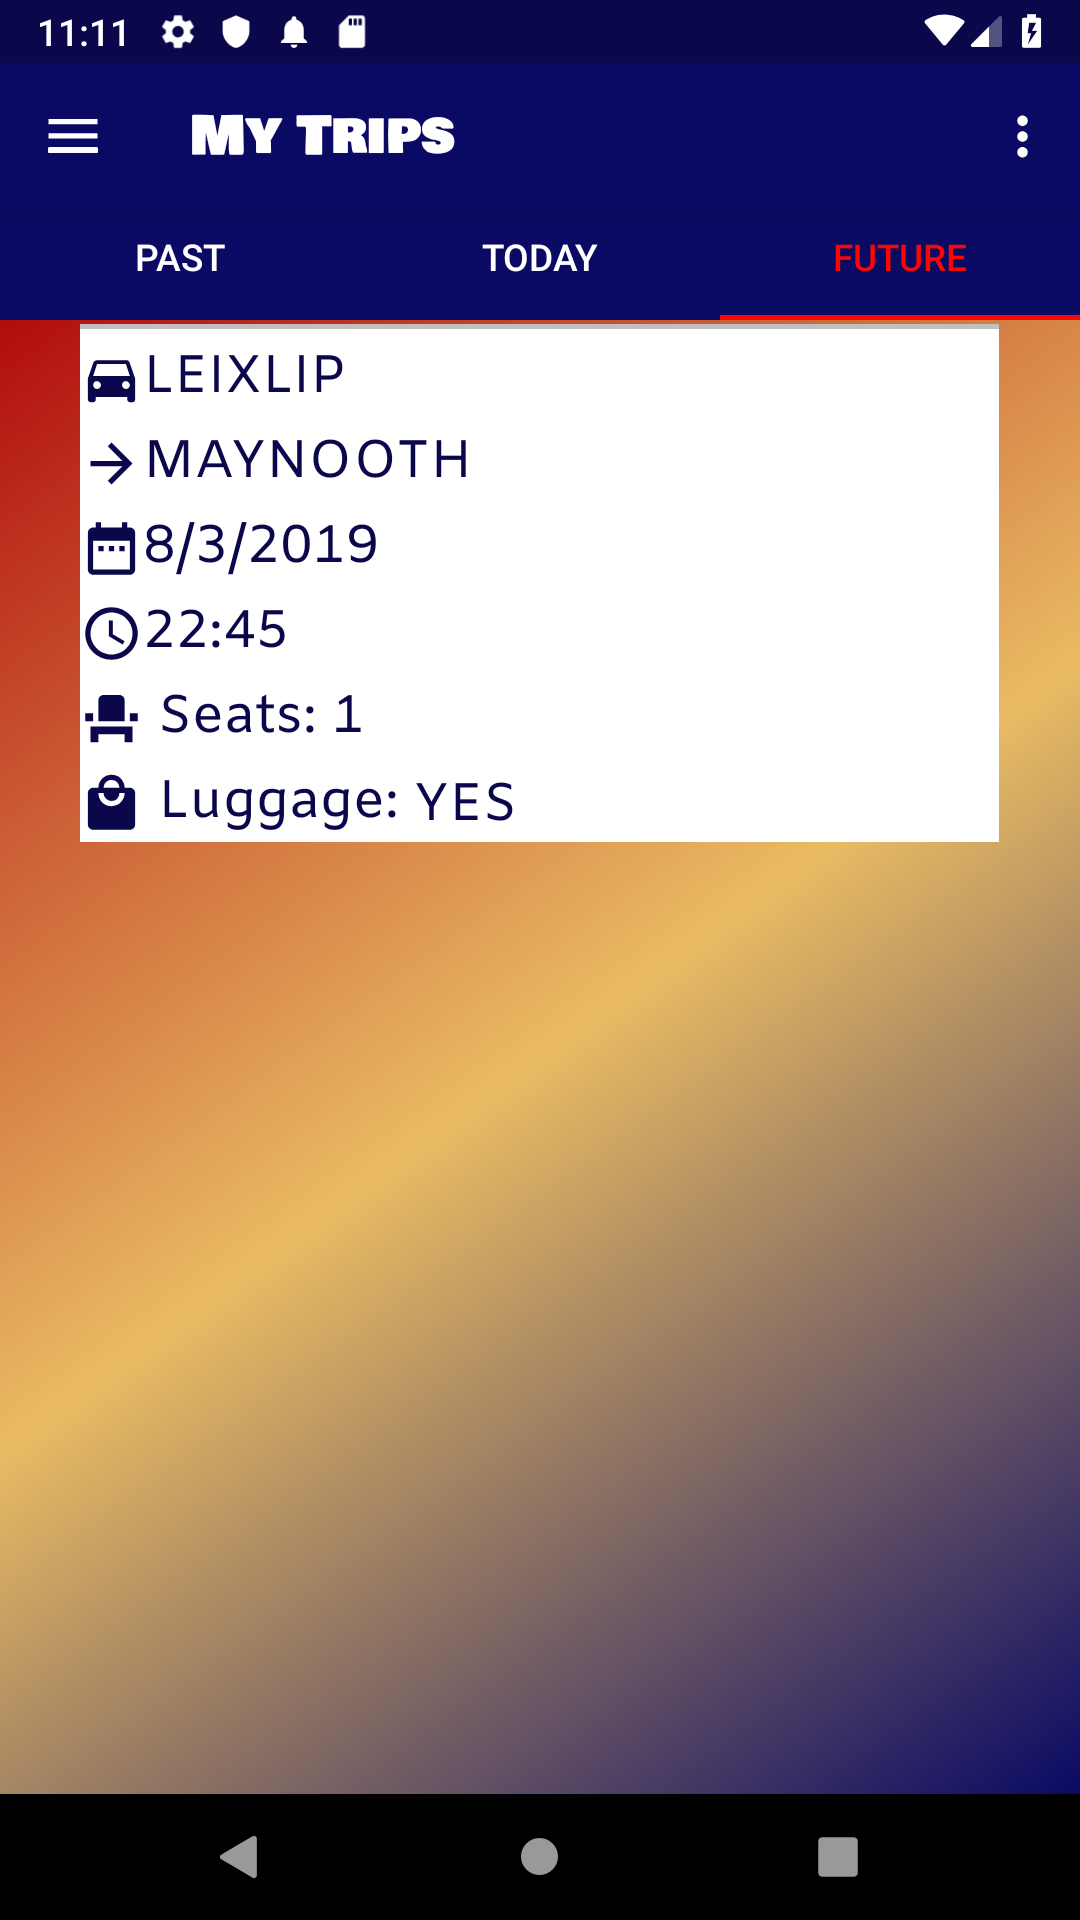 11:11
My Trips
PAST TODAY FUTURE
LEIXLIP
MAYNOOTH
8/3/2019
22:45
Seats: 1
Luggage: YES